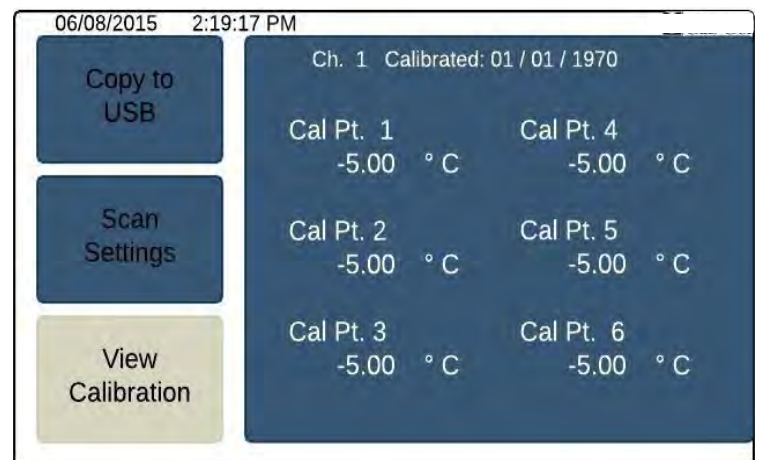 06/08/2015 2:19:17 PM
Copy to
USB
Scan
Settings
View
Calibration
Ch. 1 Calibrated: 01 / 01 / 1970
Cal Pt. 1
-5.00 ° C
Cal Pt. 2
-5.00 ° C
Cal Pt. 3
-5.00 ° C
Cal Pt. 4
-5.00 ° C
Cal Pt. 5
-5.00 ° C
Cal Pt. 6
-5.00 ° C